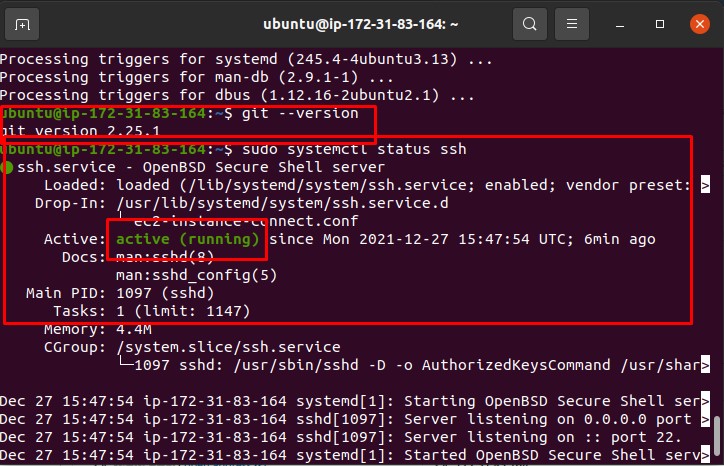 ubuntu@ip-172-31-83-164: ~
Processing triggers for systemd (245.4-4ubuntu3.13) ...
Processing triggers for man-db (2.9.1-1) ...
Processing triggers for dbus (1.12.16-2ubuntu2.1) ...
ubuntu@ip-172-31-83-164:~$ git --version
git version 2.25.1
ubuntu@ip-172-31-83-164:~$ sudo systemctl status ssh
● ssh.service - OpenBSD Secure Shell server
Loaded: loaded (/lib/systemd/system/ssh.service; enabled; vendor preset: >
Drop-In: /usr/lib/systemd/system/ssh.service.d
└─ec2-instance-connect.conf
Active: active (running) since Mon 2021-12-27 15:47:54 UTC; 6min ago
Docs: man:sshd(8)
man:sshd_config(5)
Main PID: 1097 (sshd)
Tasks: 1 (limit: 1147)
Memory: 4.4M
CGroup: /system.slice/ssh.service
└─1097 sshd: /usr/sbin/sshd -D -o AuthorizedKeysCommand /usr/shar>
Dec 27 15:47:54 ip-172-31-83-164 systemd[1]: Starting OpenBSD Secure Shell ser>
Dec 27 15:47:54 ip-172-31-83-164 sshd[1097]: Server listening on 0.0.0.0 port >
Dec 27 15:47:54 ip-172-31-83-164 sshd[1097]: Server listening on :: port 22.
Dec 27 15:47:54 ip-172-31-83-164 systemd[1]: Started OpenBSD Secure Shell serv>